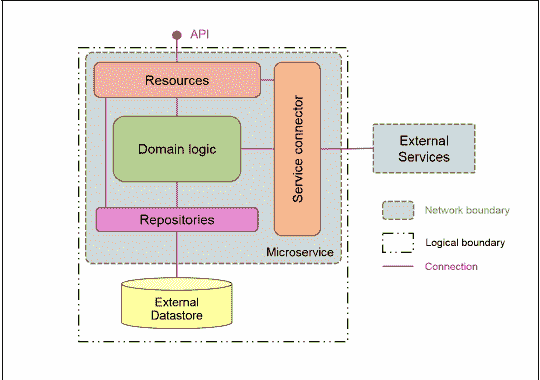 API
Resources
Service connector
Domain logic
External
Services
Repositories
Network boundary
Logical boundary
Microservice
Connection
External
Datastore